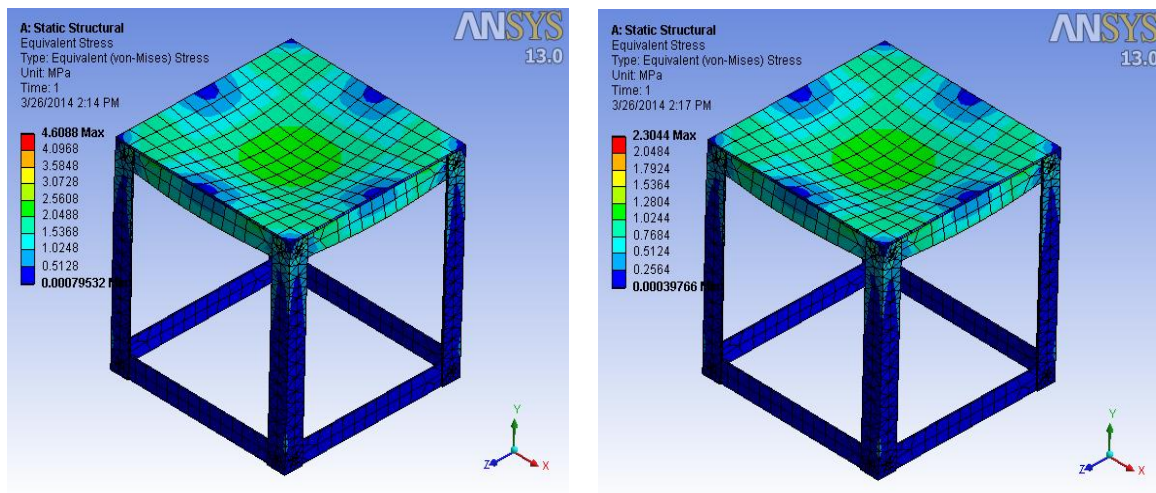 A: Static Structural
Equivalent Stress
Type: Equivalent (von-Mises) Stress
Unit: MPa
Time: 1
3/26/2014 2:14 PM
4.6088 Max
4.0968
3.5848
3.0728
2.5608
2.0488
1.5368
1.0248
0.5128
0.00079532
ANSYS
13.0
Y
Z
X
A: Static Structural
Equivalent Stress
Type: Equivalent (von-Mises) Stress
Unit: MPa
Time: 1
3/26/2014 2:17 PM
2.3044 Max
2.0484
1.7924
1.5364
1.2804
1.0244
0.7684
0.5124
0.2564
0.00039766
ANSYS
13.0
Y
Z
X